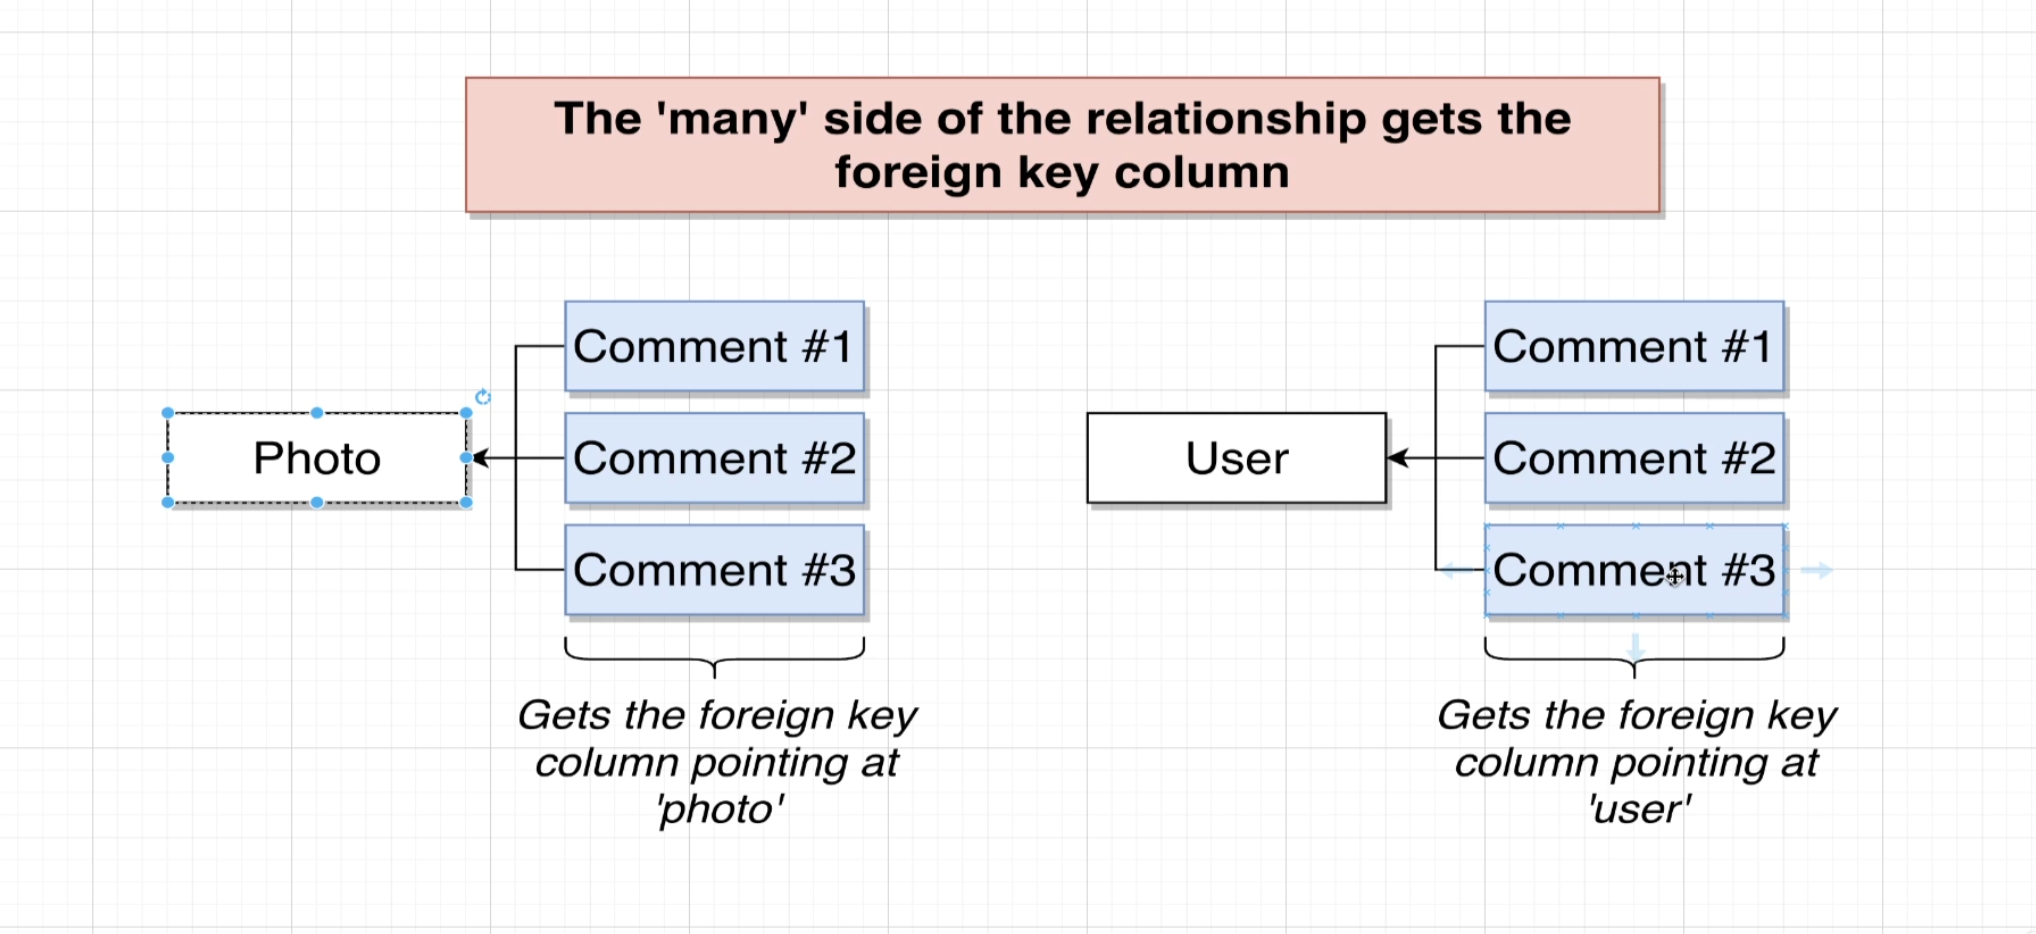 The 'many' side of the relationship gets the
foreign key column
Photo
Comment #1
Comment #2
Comment #3
Gets the foreign key
column pointing at
'photo'
User
Comment #1
Comment #2
Comment #3
Gets the foreign key
column pointing at
'user'